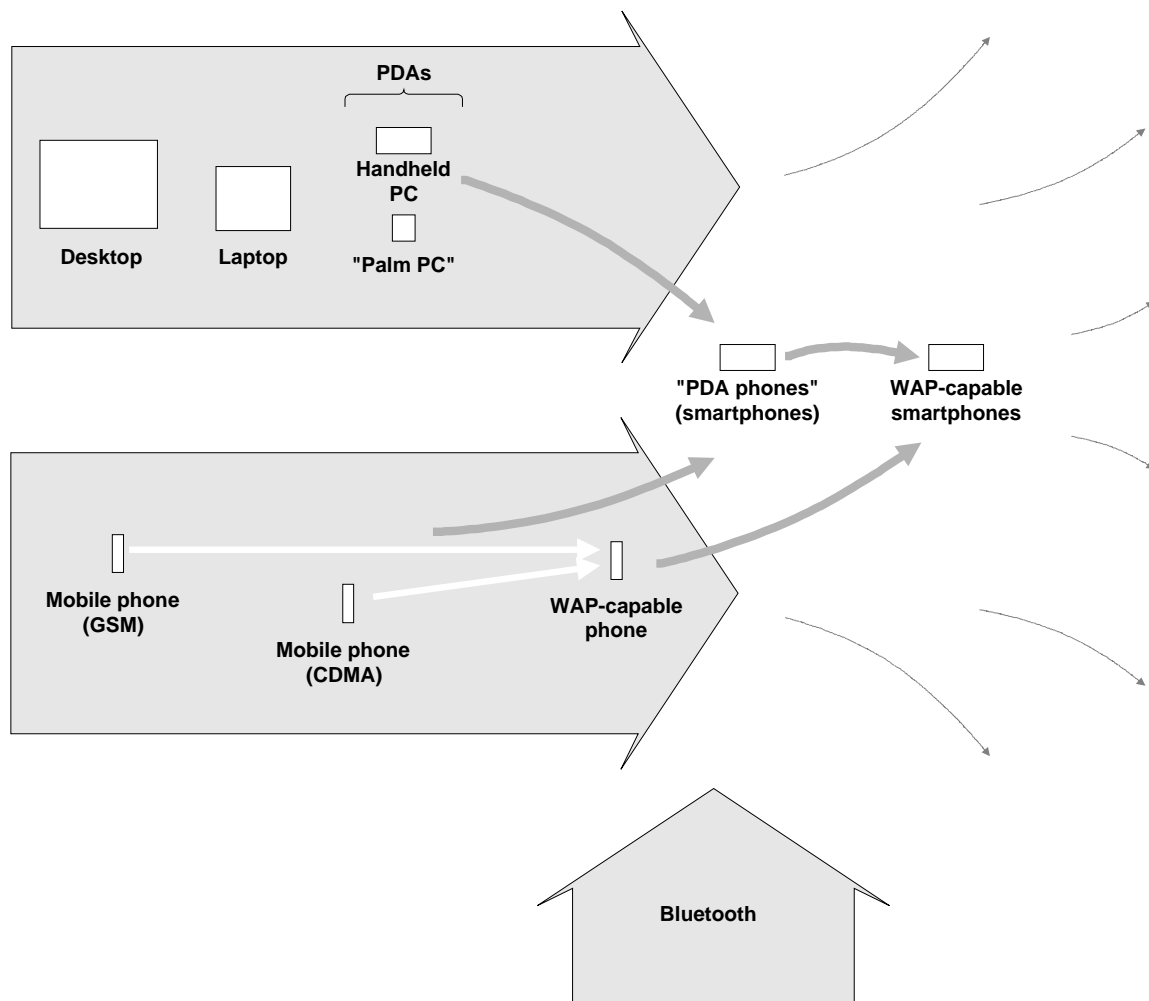 PDAs
Handheld
PC
Desktop
Laptop
"Palm PC"
"PDA phones"
(smartphones)
WAP-capable
smartphones
Mobile phone
(GSM)
Mobile phone
(CDMA)
WAP-capable
phone
Bluetooth